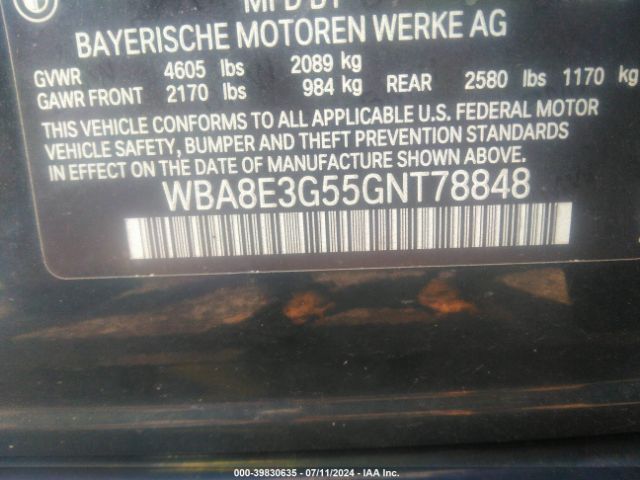 MFD BY
BAYERISCHE MOTOREN WERKE AG
GVWR 4605 lbs 2089 kg
GAWR FRONT 2170 lbs 984 kg REAR 2580 lbs 1170 kg
THIS VEHICLE CONFORMS TO ALL APPLICABLE U.S. FEDERAL MOTOR
VEHICLE SAFETY, BUMPER, AND THEFT PREVENTION STANDARDS
IN EFFECT ON THE DATE OF MANUFACTURE SHOWN ABOVE.
WBA8E3G55GNT78848
000-39830635 - 07/11/2024 - IAA Inc.